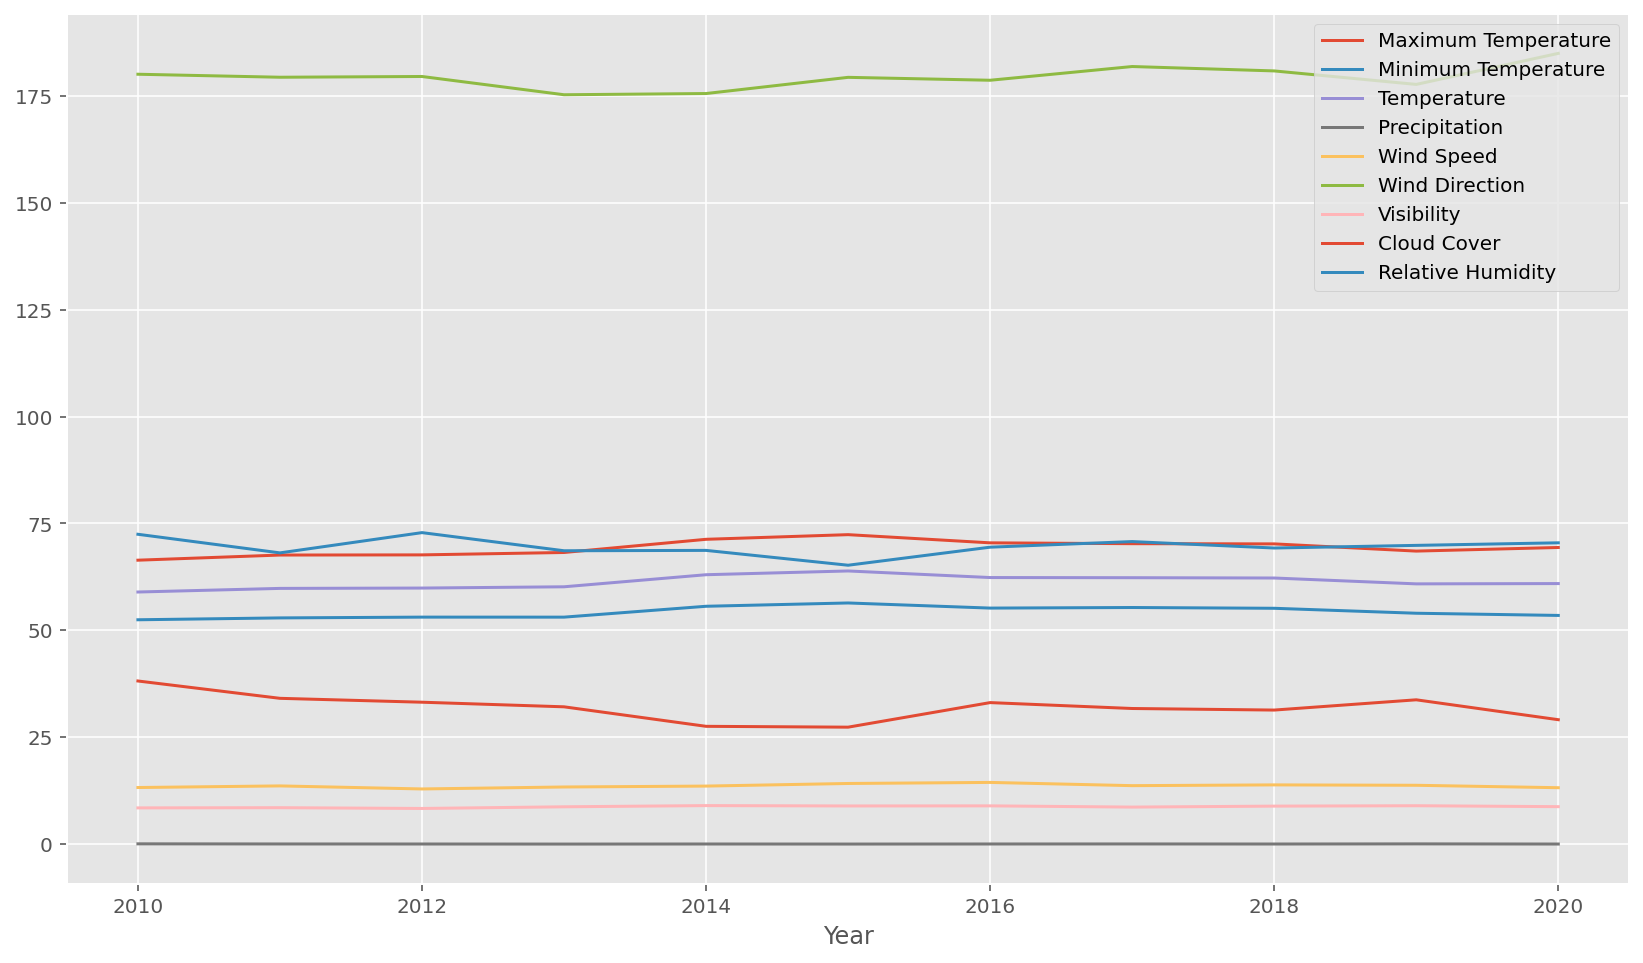 Maximum Temperature
Minimum Temperature
Temperature
Precipitation
Wind Speed
Wind Direction
Visibility
Cloud Cover
Relative Humidity
175
150
125
100
75
50
25
0
2010 2012 2014 2016 2018 2020
Year